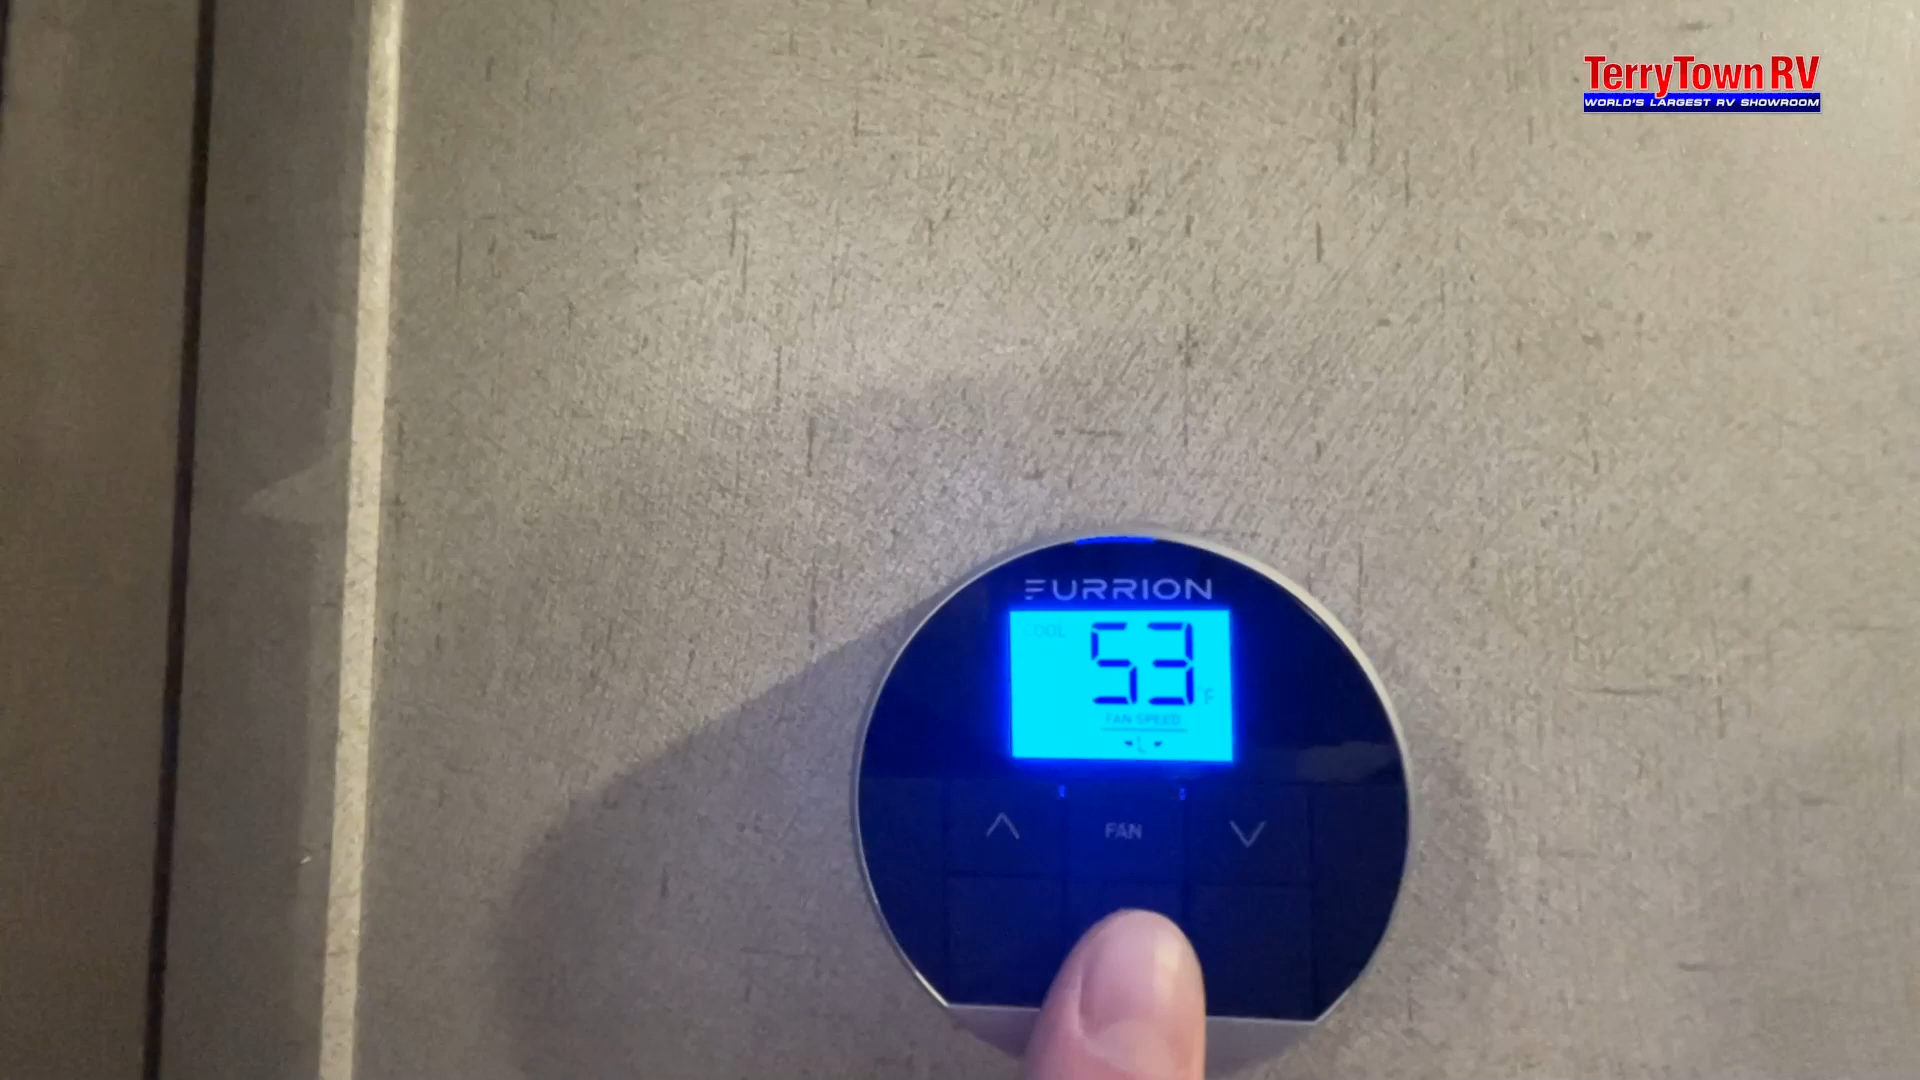 TerryTown RV
WORLD'S LARGEST RV SHOWROOM
FURRION
COOL
53 °F
FAN SPEED
L
FAN